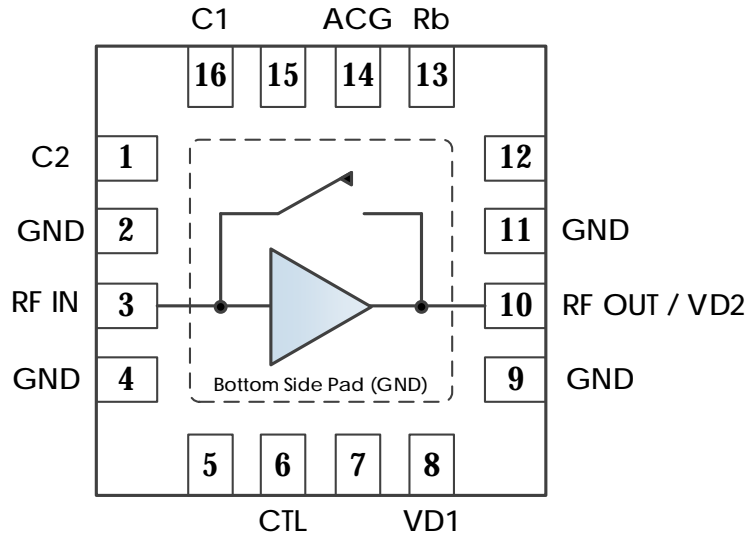 C1 ACG Rb
16 15 14 13
C2 1 12
GND 2 11 GND
RF IN 3 10 RF OUT / VD2
GND 4 9 GND
Bottom Side Pad (GND)
5 6 7 8
CTL VD1